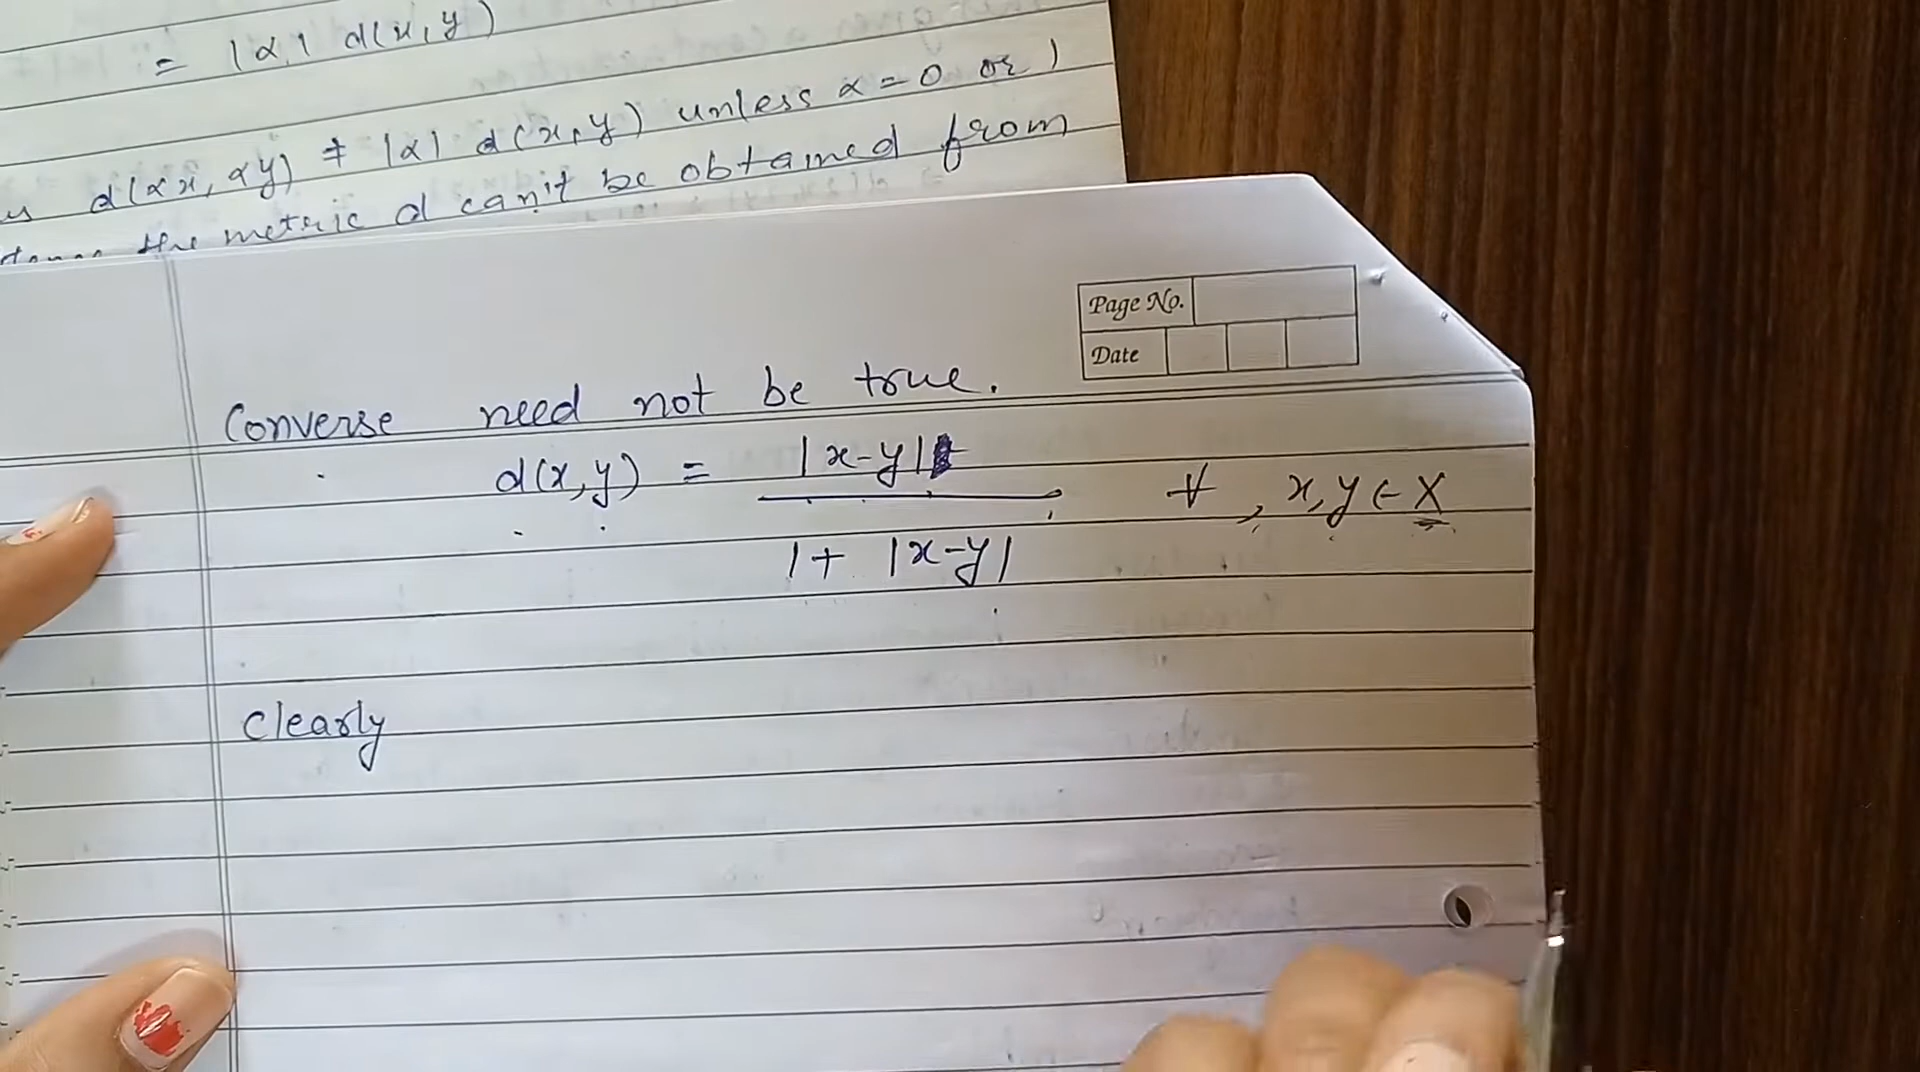 = |α| d(x, y)
d(αx, αy) ≠ |α| d(x, y) unless α = 0 or 1
the metric d can't be obtained from
Page No.
Date
Converse need not be true.
d(x, y) = |x-y|
1 + |x-y|
∀, x, y ∈ X
Clearly